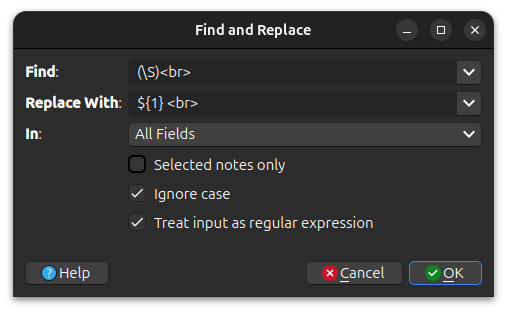 Find and Replace
Find: (\S)<br>
Replace With: ${1} <br>
In: All Fields
Selected notes only
Ignore case
Treat input as regular expression
Help Cancel OK